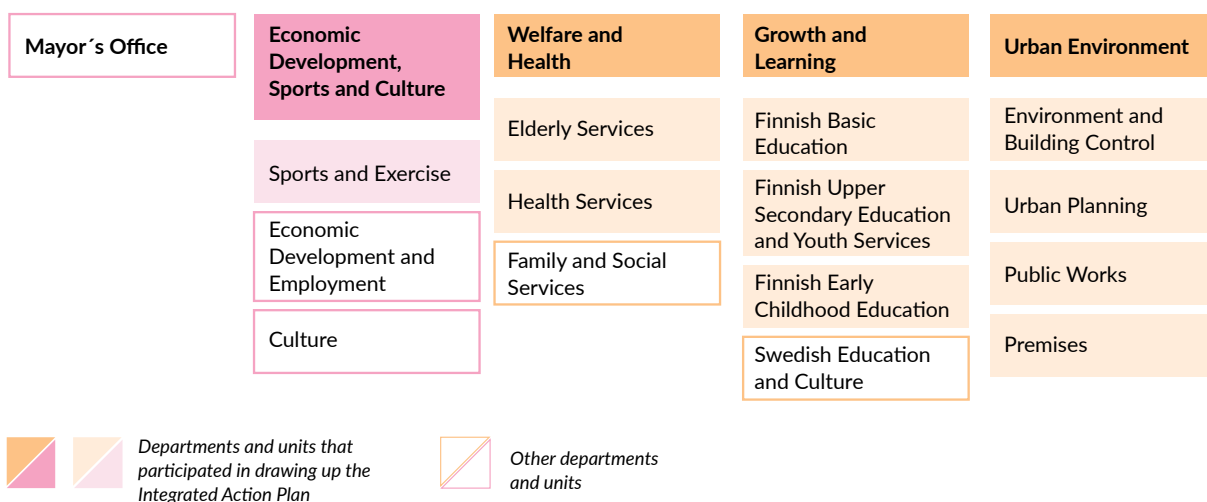 Mayor´s Office
Economic
Development,
Sports and Culture
Sports and Exercise
Economic
Development and
Employment
Culture
Welfare and
Health
Elderly Services
Health Services
Family and Social
Services
Growth and
Learning
Finnish Basic
Education
Finnish Upper
Secondary Education
and Youth Services
Finnish Early
Childhood Education
Swedish Education
and Culture
Urban Environment
Environment and
Building Control
Urban Planning
Public Works
Premises
Departments and units that
participated in drawing up the
Integrated Action Plan
Other departments
and units